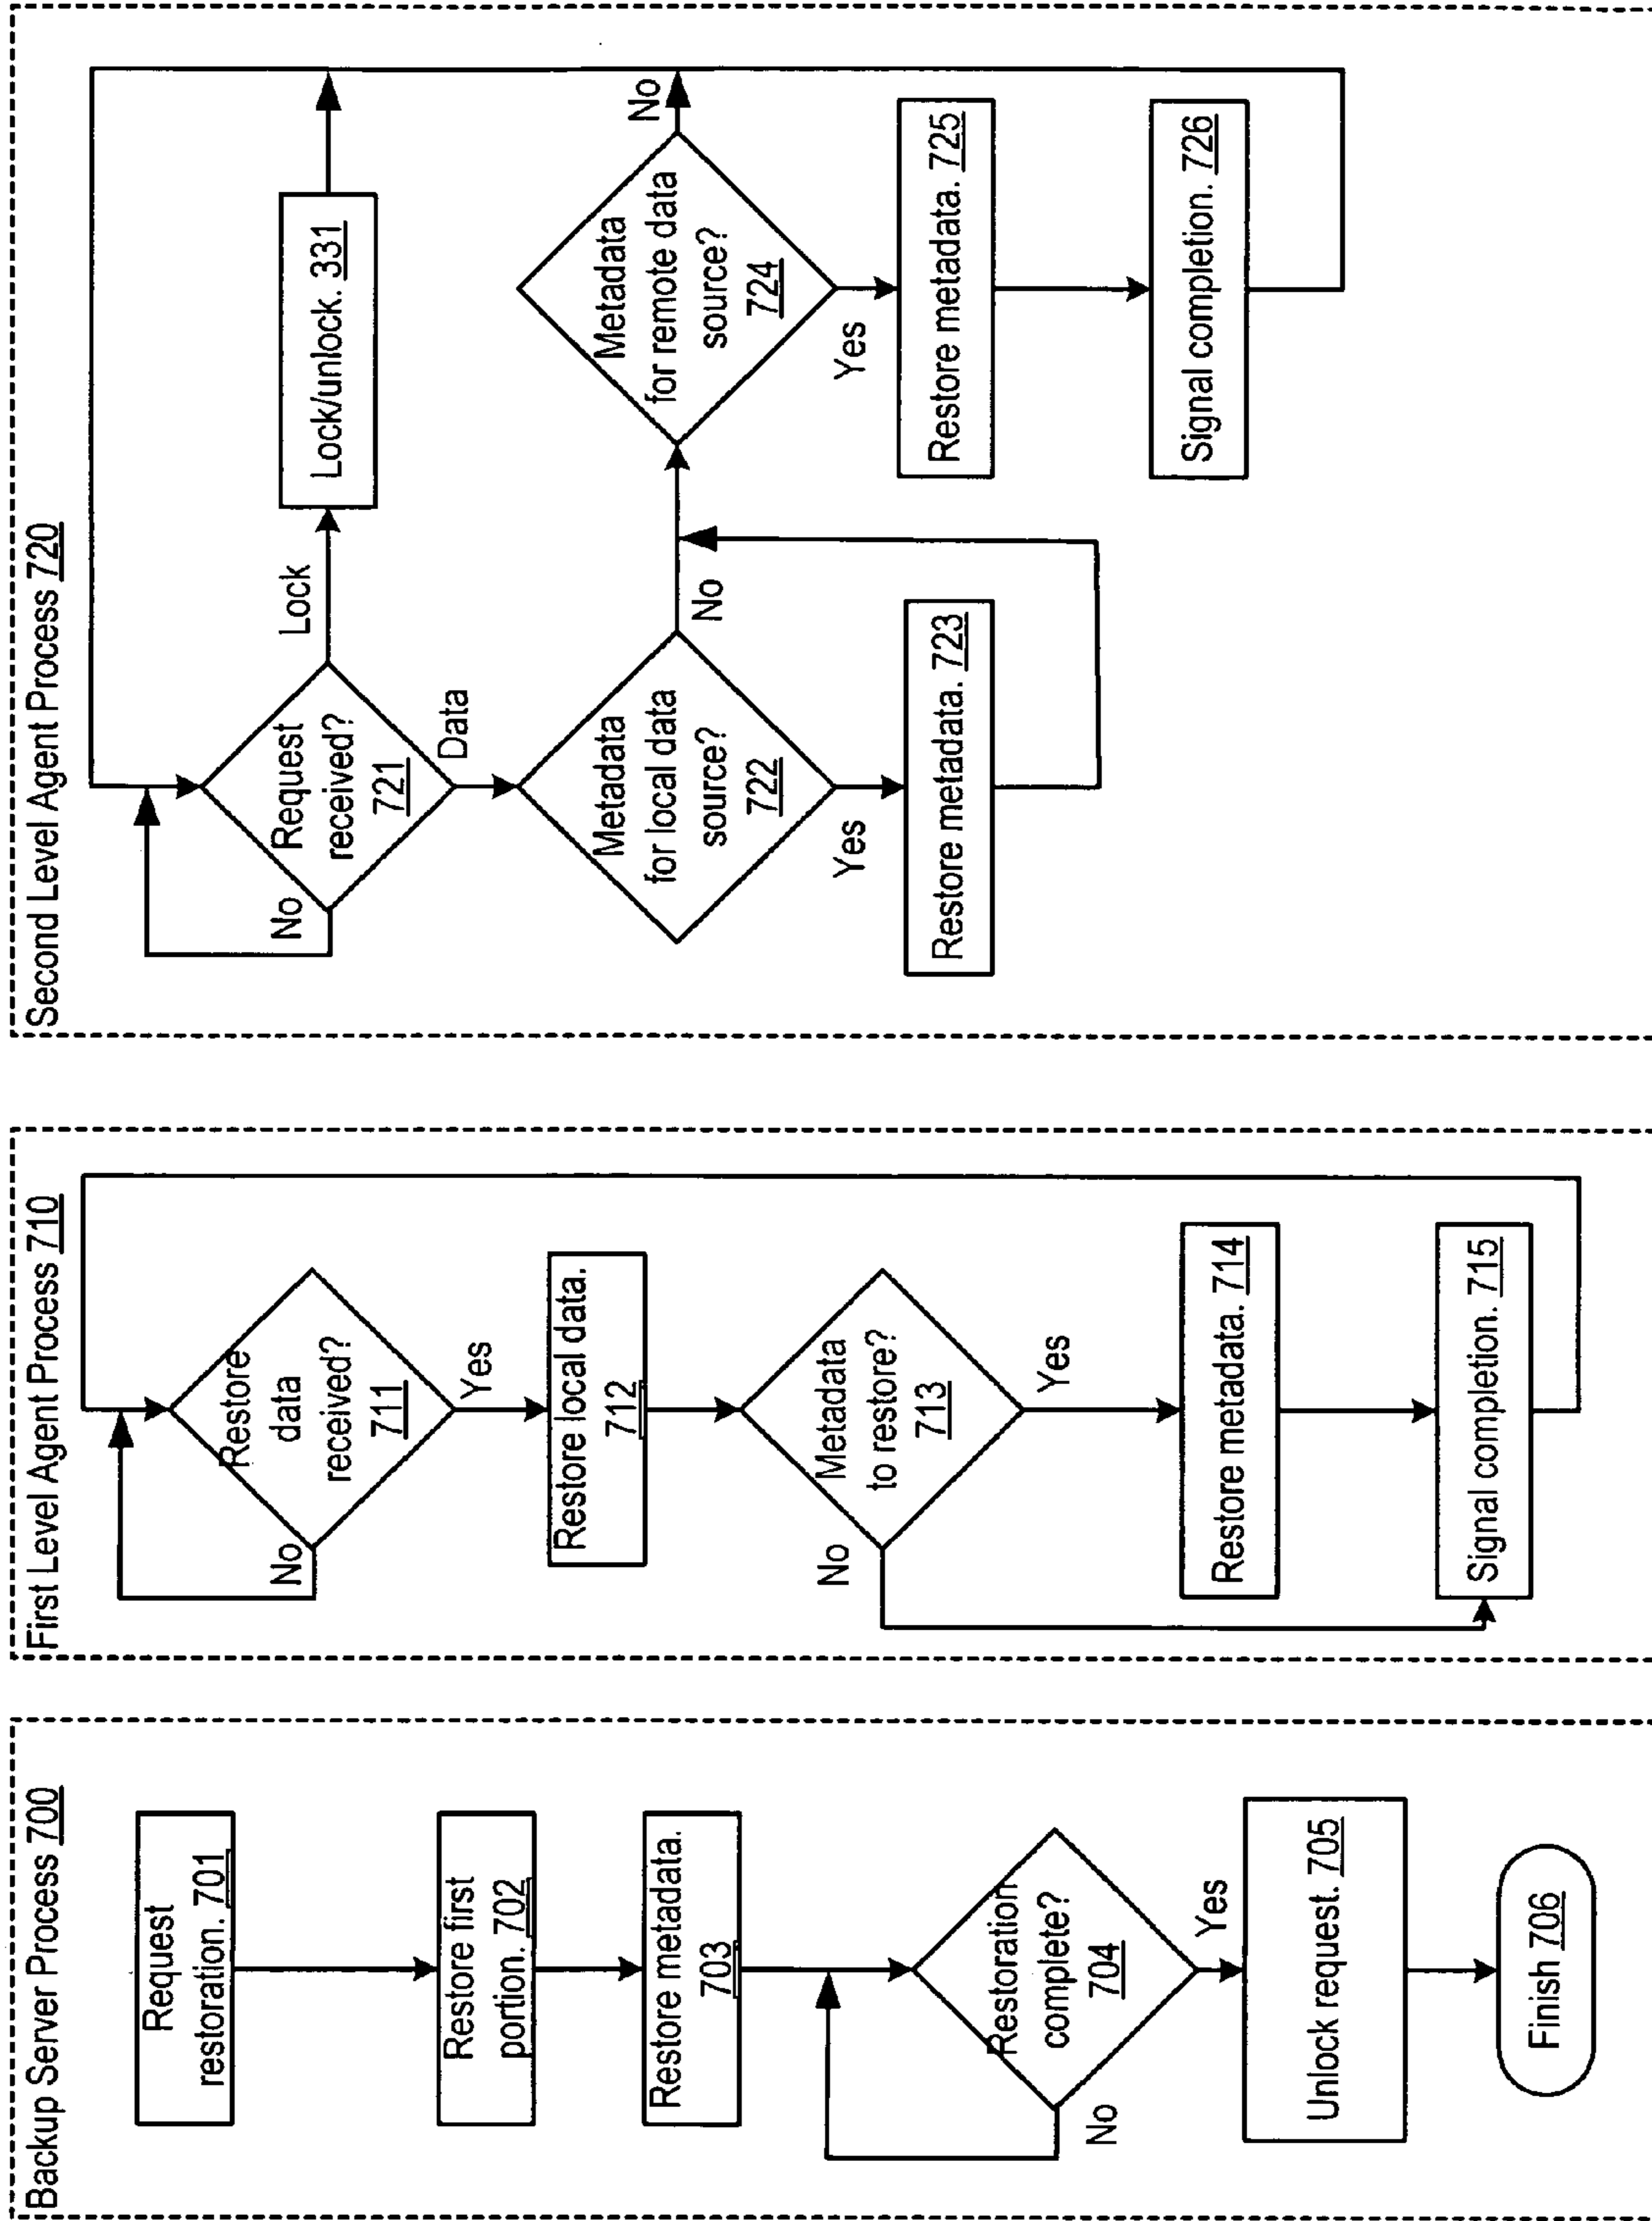 Backup Server Process 700
Request
restoration. 701
Restore first
portion. 702
Restore metadata.
703
Restoration
complete?
704
No
Yes
Unlock request. 705
Finish 706
First Level Agent Process 710
Restore
data
received?
711
No
Yes
Restore local data.
712
Metadata
to restore?
713
No
Yes
Restore metadata. 714
Signal completion. 715
Second Level Agent Process 720
Request
received?
721
No
Lock
Lock/unlock. 331
Data
Metadata
for local data
source?
722
No
Yes
Restore metadata. 723
Metadata
for remote data
source?
724
No
Yes
Restore metadata. 725
Signal completion. 726